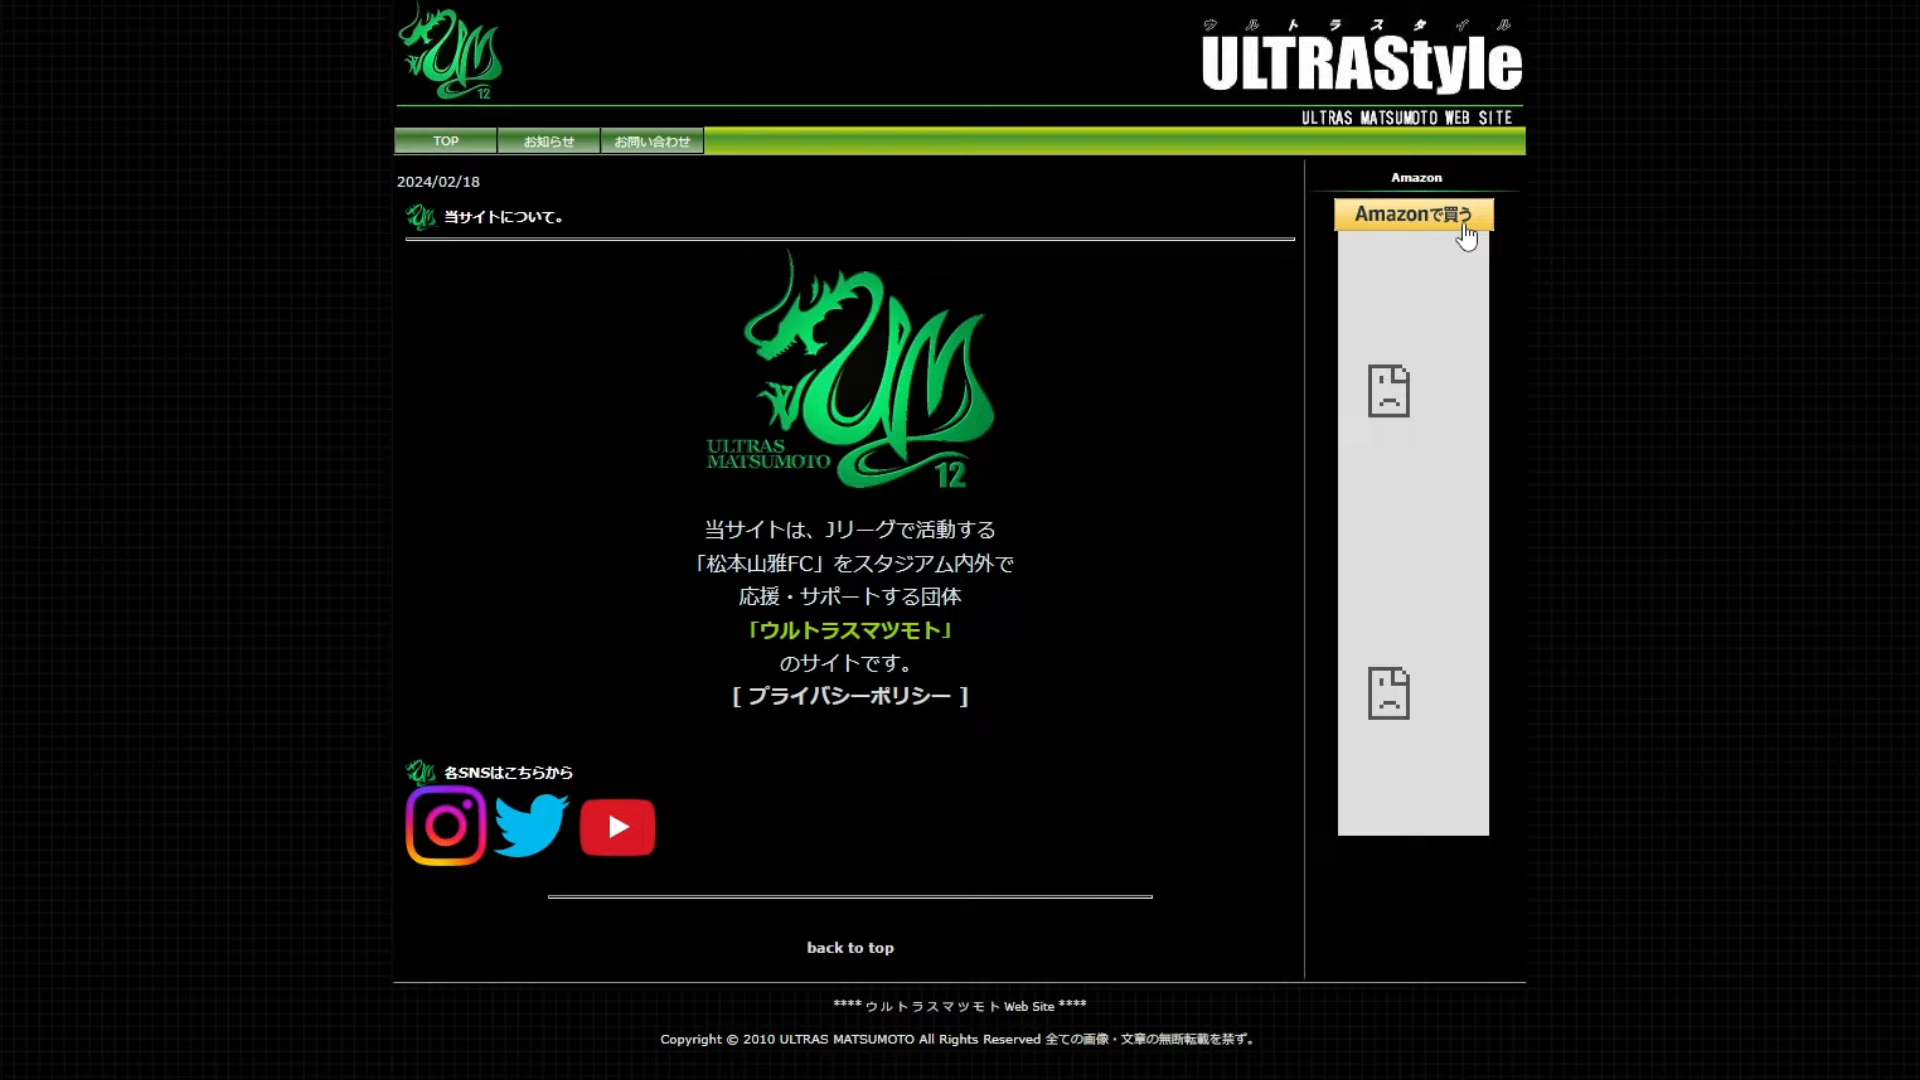 12
ウルトラスタイル
ULTRAStyle
ULTRAS MATSUMOTO WEB SITE
TOP
お知らせ
お問い合わせ
2024/02/18
Amazon
当サイトについて。
Amazonで買う
UM
ULTRAS
MATSUMOTO
12
当サイトは、Jリーグで活動する
「松本山雅FC」をスタジアム内外で
応援・サポートする団体
「ウルトラスマツモト」
のサイトです。
[ プライバシーポリシー ]
各SNSはこちらから
back to top
**** ウルトラスマツモト Web Site ****
Copyright © 2010 ULTRAS MATSUMOTO All Rights Reserved 全ての画像・文章の無断転載を禁ず。